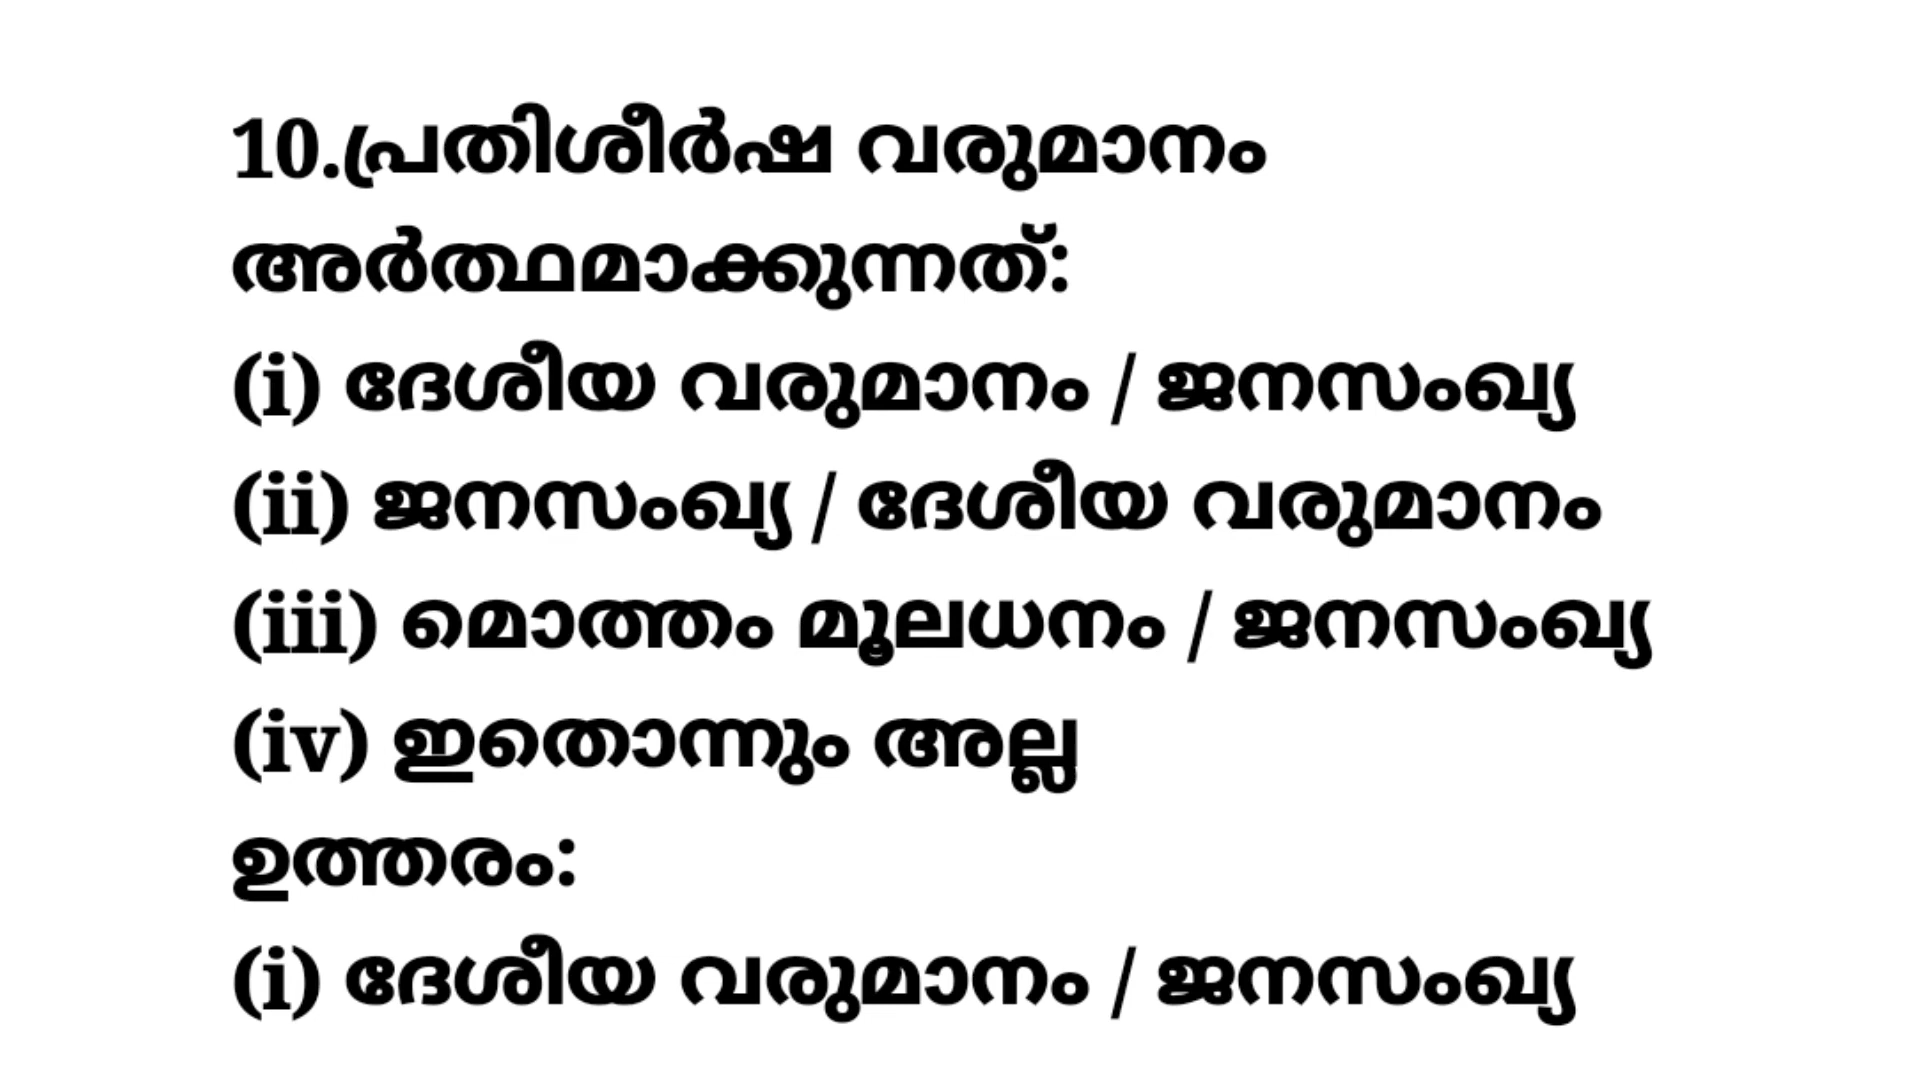 10.പ്രതിശീർഷ വരുമാനം
അർത്ഥമാക്കുന്നത്:
(i) ദേശീയ വരുമാനം / ജനസംഖ്യ
(ii) ജനസംഖ്യ / ദേശീയ വരുമാനം
(iii) മൊത്തം മൂലധനം / ജനസംഖ്യ
(iv) ഇതൊന്നും അല്ല
ഉത്തരം:
(i) ദേശീയ വരുമാനം / ജനസംഖ്യ